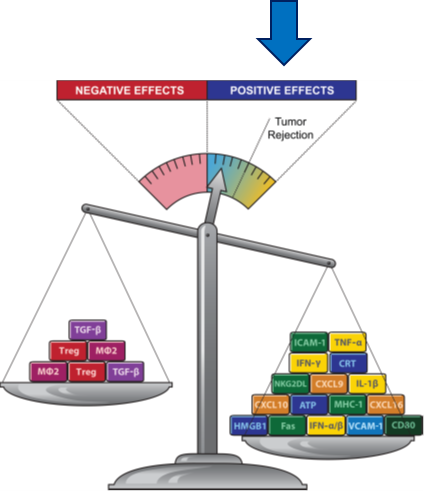 NEGATIVE EFFECTS
POSITIVE EFFECTS
Tumor
Rejection
TGF-β
Treg
MΦ2
MΦ2
Treg
TGF-β
ICAM-1
TNF-α
IFN-γ
CRT
NKG2DL
CXCL9
IL-1β
CXCL10
ATP
MHC-1
CXCL16
HMGB1
Fas
IFN-α/β
VCAM-1
CD80